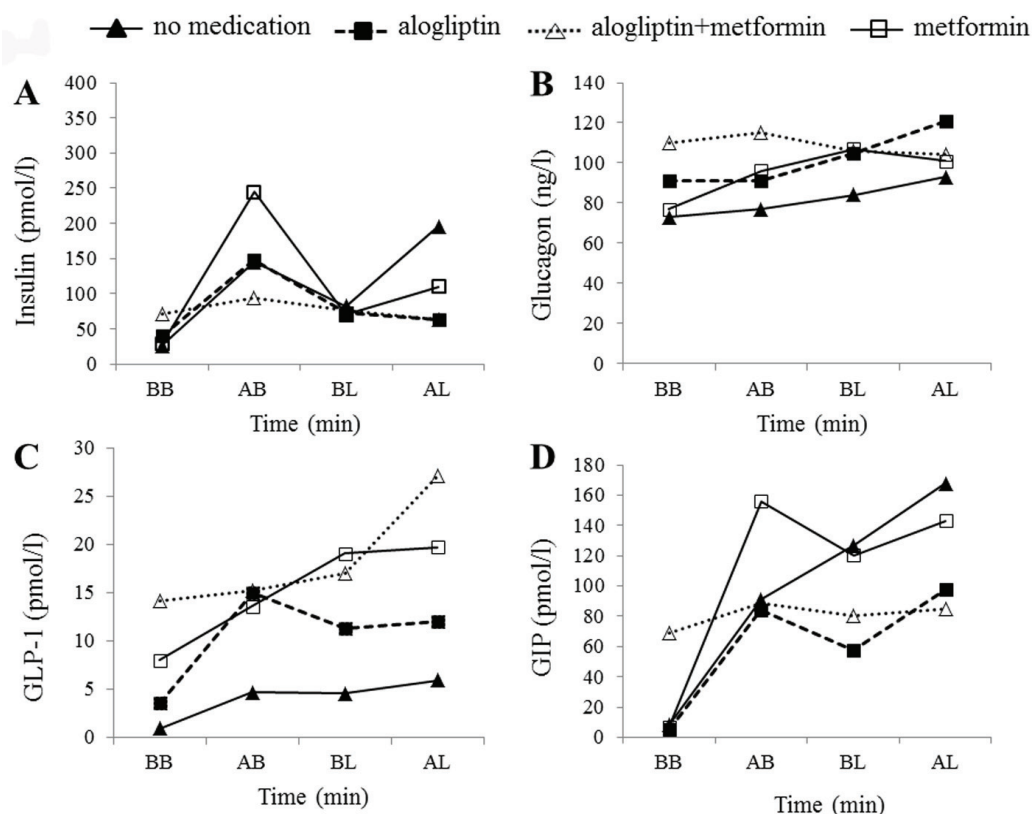 no medication alogliptin alogliptin+metformin metformin
A
400
350
300
250
200
150
100
50
0
Insulin (pmol/l)
BB AB BL AL
Time (min)
B
140
120
100
80
60
40
20
0
Glucagon (ng/l)
BB AB BL AL
Time (min)
C
30
25
20
15
10
5
0
GLP-1 (pmol/l)
BB AB BL AL
Time (min)
D
180
160
140
120
100
80
60
40
20
0
GIP (pmol/l)
BB AB BL AL
Time (min)